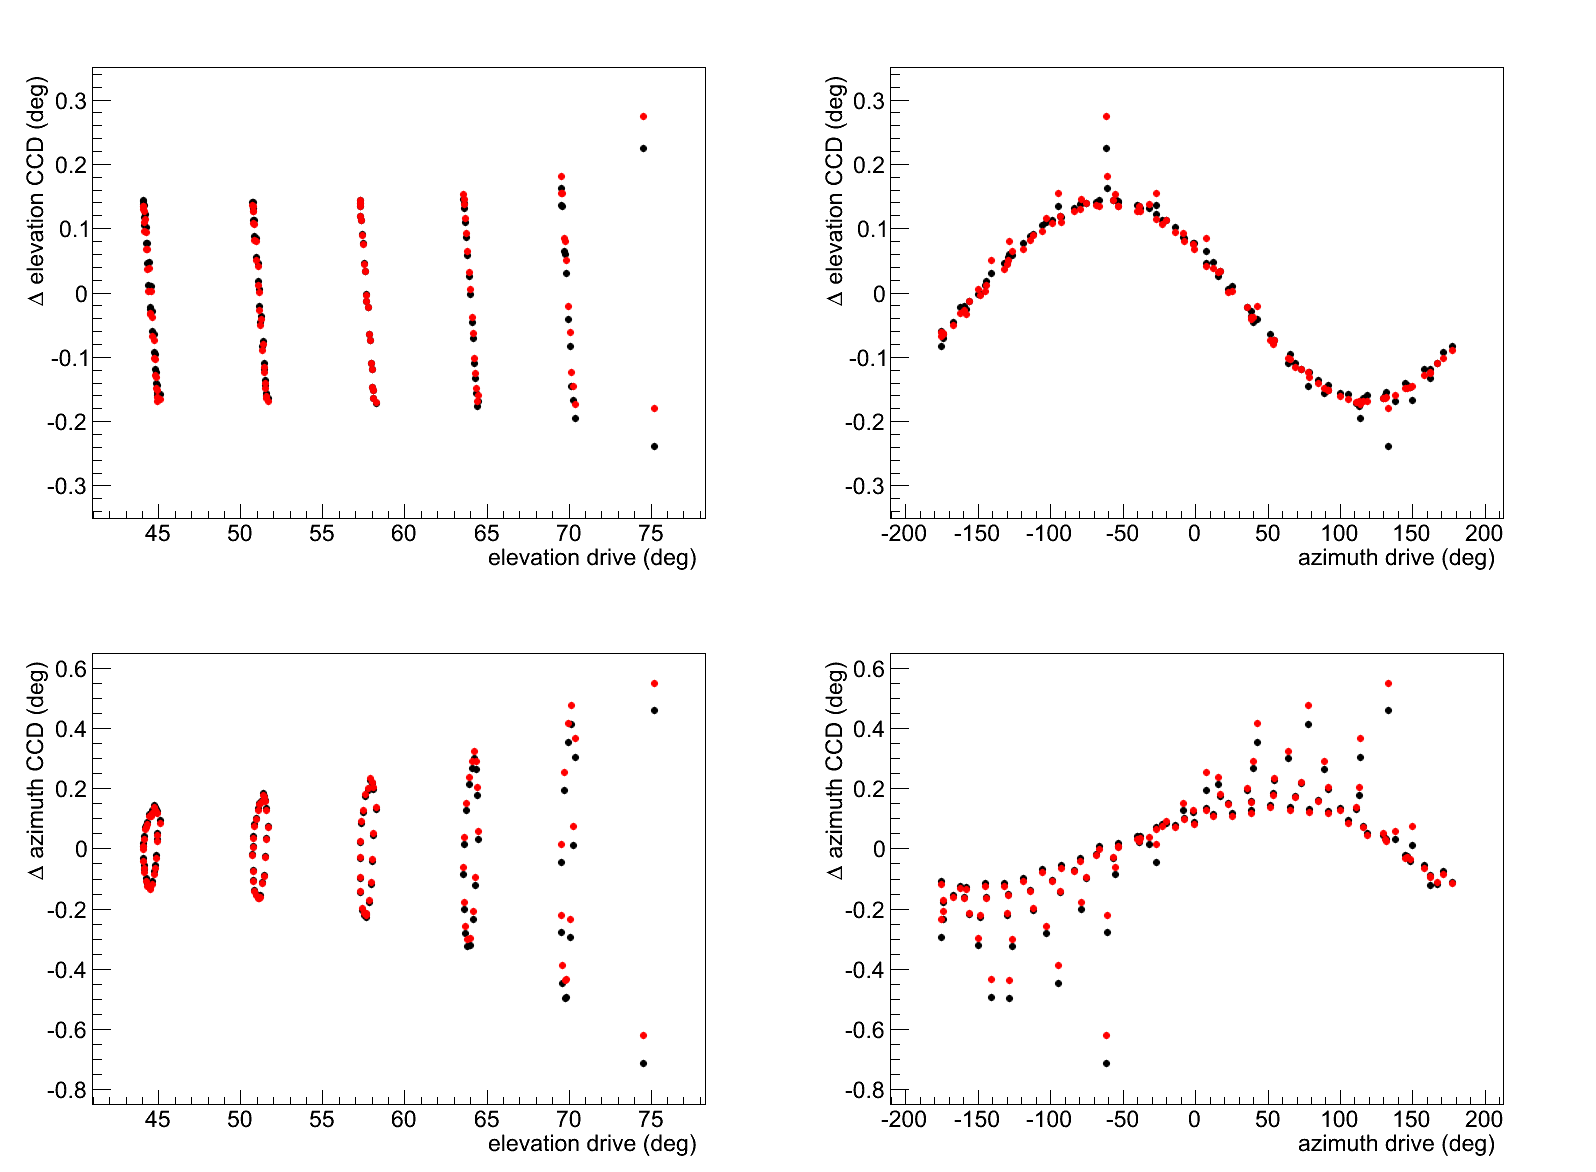 Δ elevation CCD (deg)
0.3
0.2
0.1
0
-0.1
-0.2
-0.3
45 50 55 60 65 70 75
elevation drive (deg)
Δ elevation CCD (deg)
0.3
0.2
0.1
0
-0.1
-0.2
-0.3
-200 -150 -100 -50 0 50 100 150 200
azimuth drive (deg)
Δ azimuth CCD (deg)
0.6
0.4
0.2
0
-0.2
-0.4
-0.6
-0.8
45 50 55 60 65 70 75
elevation drive (deg)
Δ azimuth CCD (deg)
0.6
0.4
0.2
0
-0.2
-0.4
-0.6
-0.8
-200 -150 -100 -50 0 50 100 150 200
azimuth drive (deg)